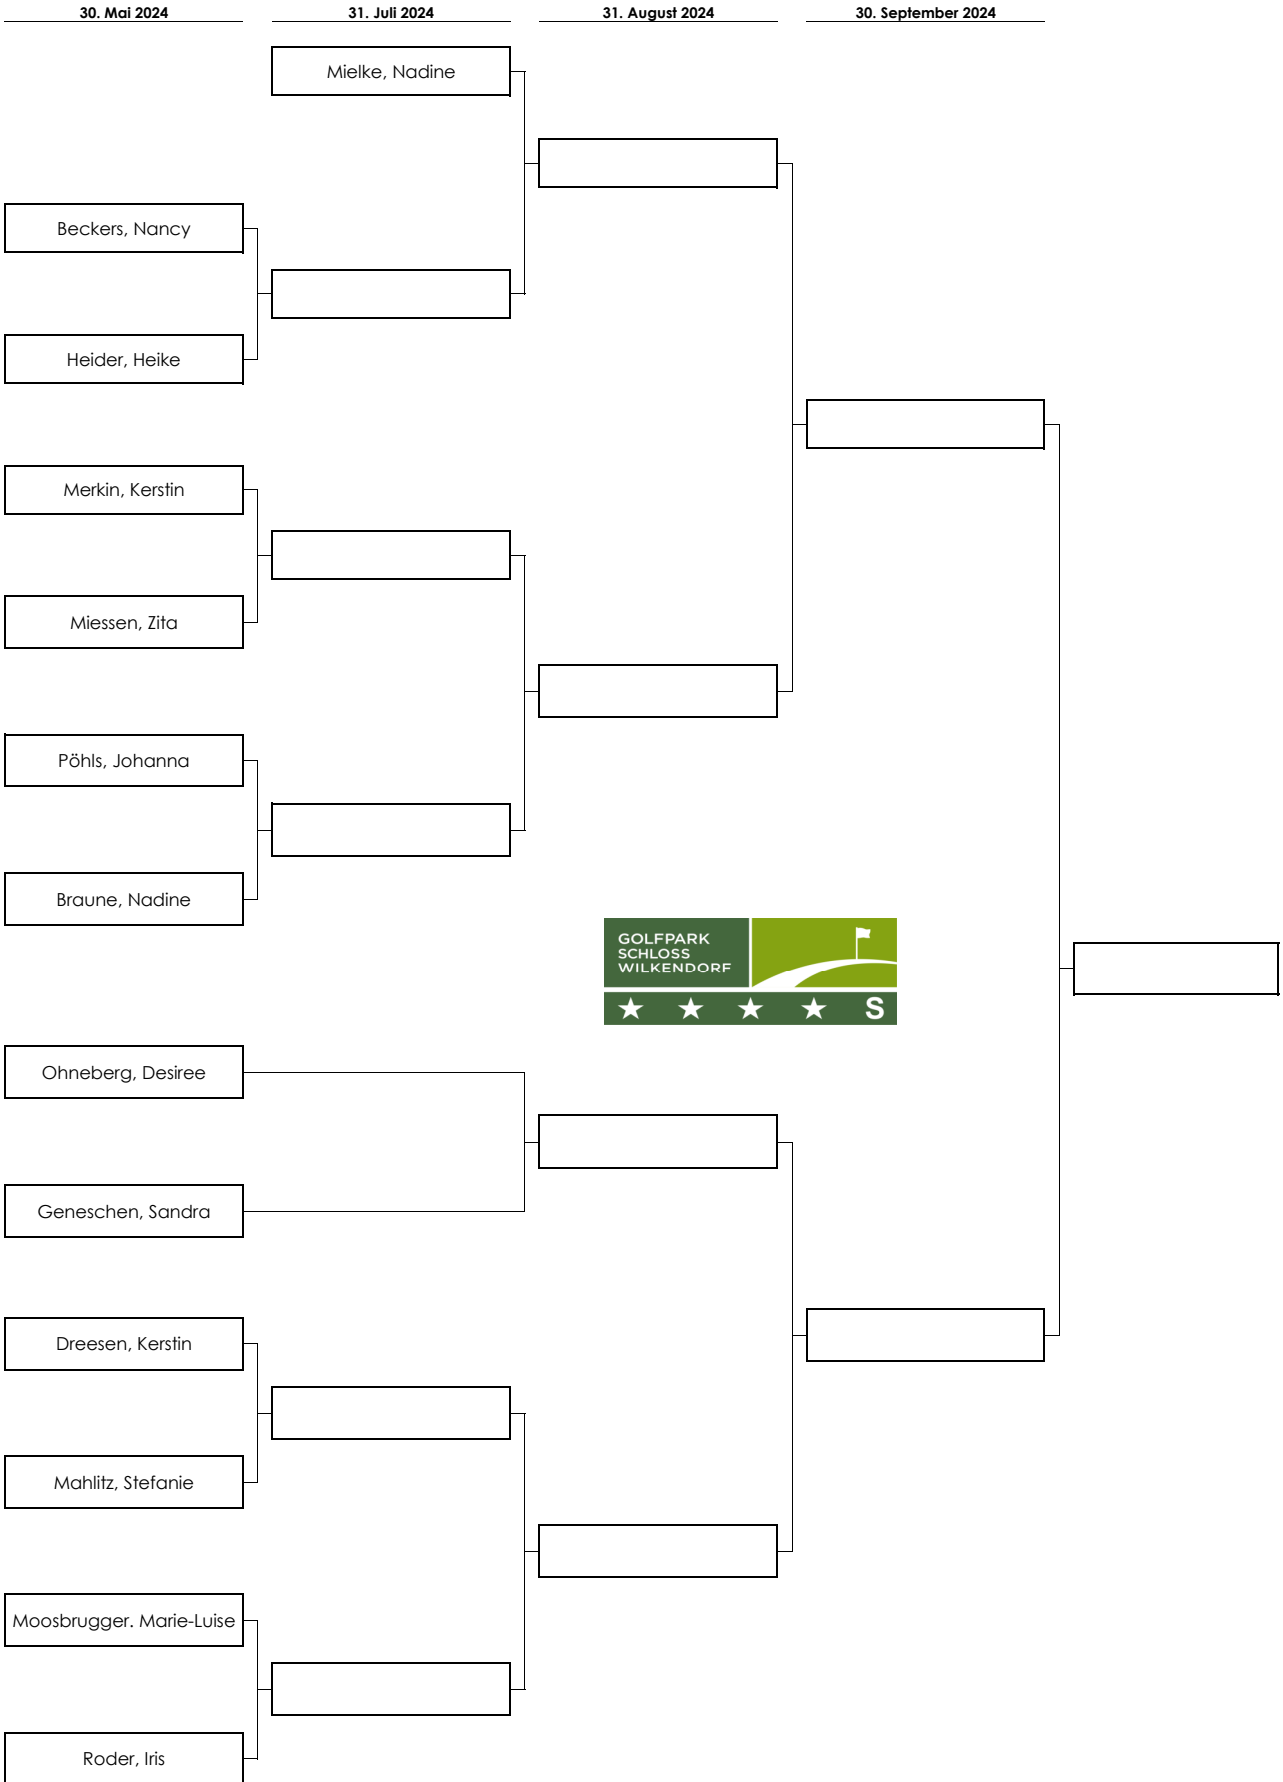 30. Mai 2024
31. Juli 2024
31. August 2024
30. September 2024
Mielke, Nadine
Beckers, Nancy
Heider, Heike
Merkin, Kerstin
Miessen, Zita
Pöhls, Johanna
Braune, Nadine
GOLFPARK
SCHLOSS
WILKENDORF
S
Ohneberg, Desiree
Geneschen, Sandra
Dreesen, Kerstin
Mahlitz, Stefanie
Moosbrugger. Marie-Luise
Roder, Iris